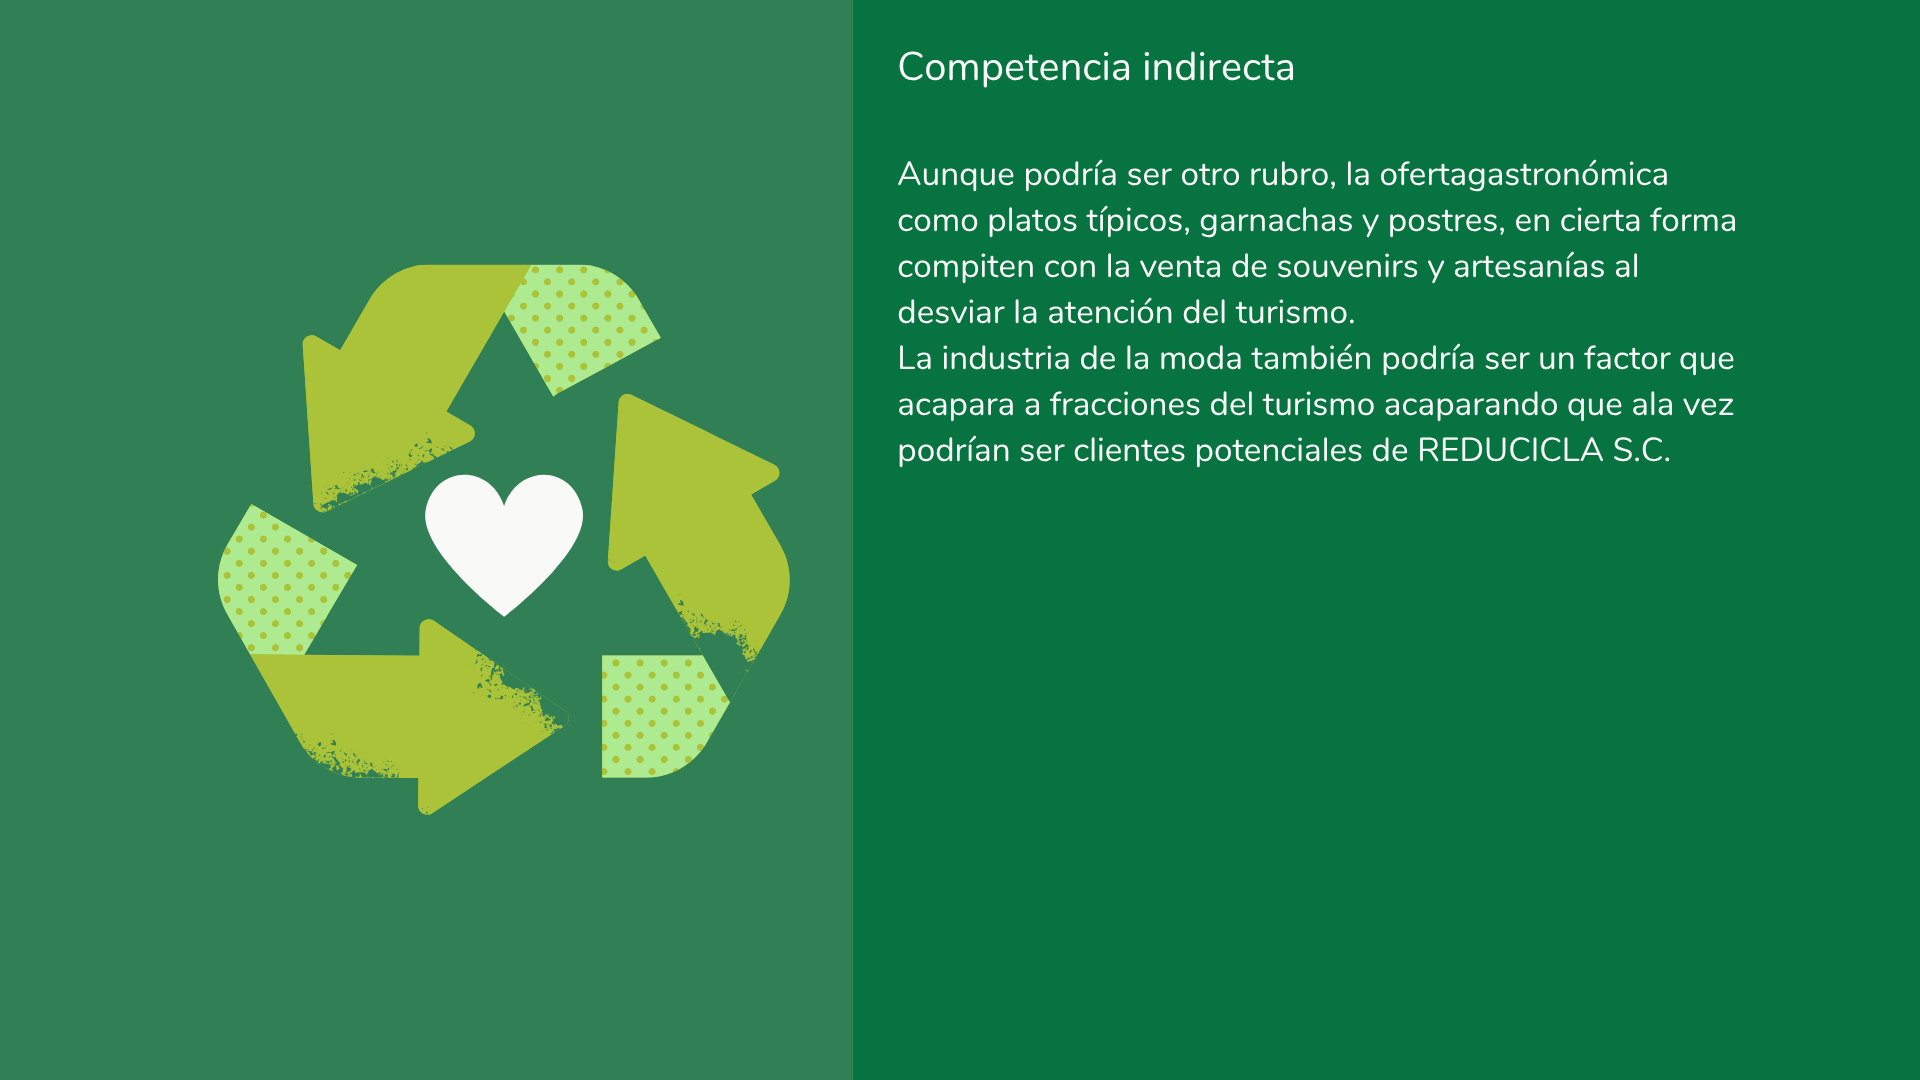 Competencia indirecta
Aunque podría ser otro rubro, la ofertagastronómica
como platos típicos, garnachas y postres, en cierta forma
compiten con la venta de souvenirs y artesanías al
desviar la atención del turismo.
La industria de la moda también podría ser un factor que
acapara a fracciones del turismo acaparando que ala vez
podrían ser clientes potenciales de REDUCICLA S.C.